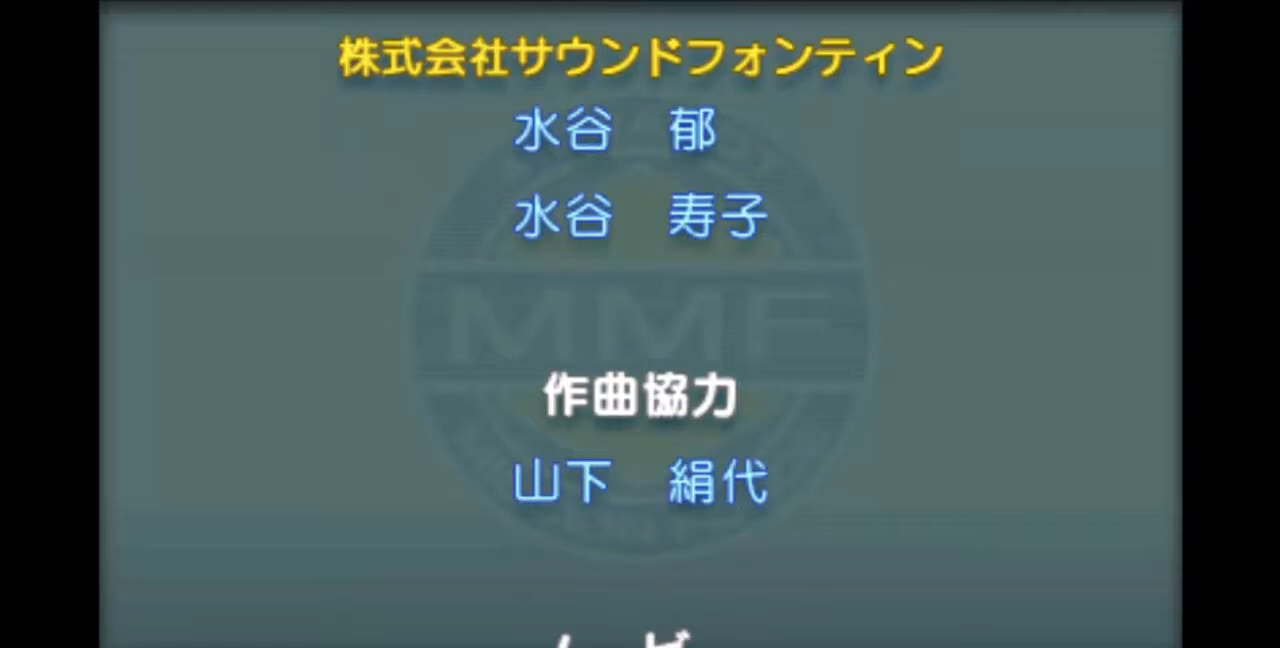 株式会社サウンドフォンティン
水谷　郁
水谷　寿子
MMF
作曲協力
山下　絹代